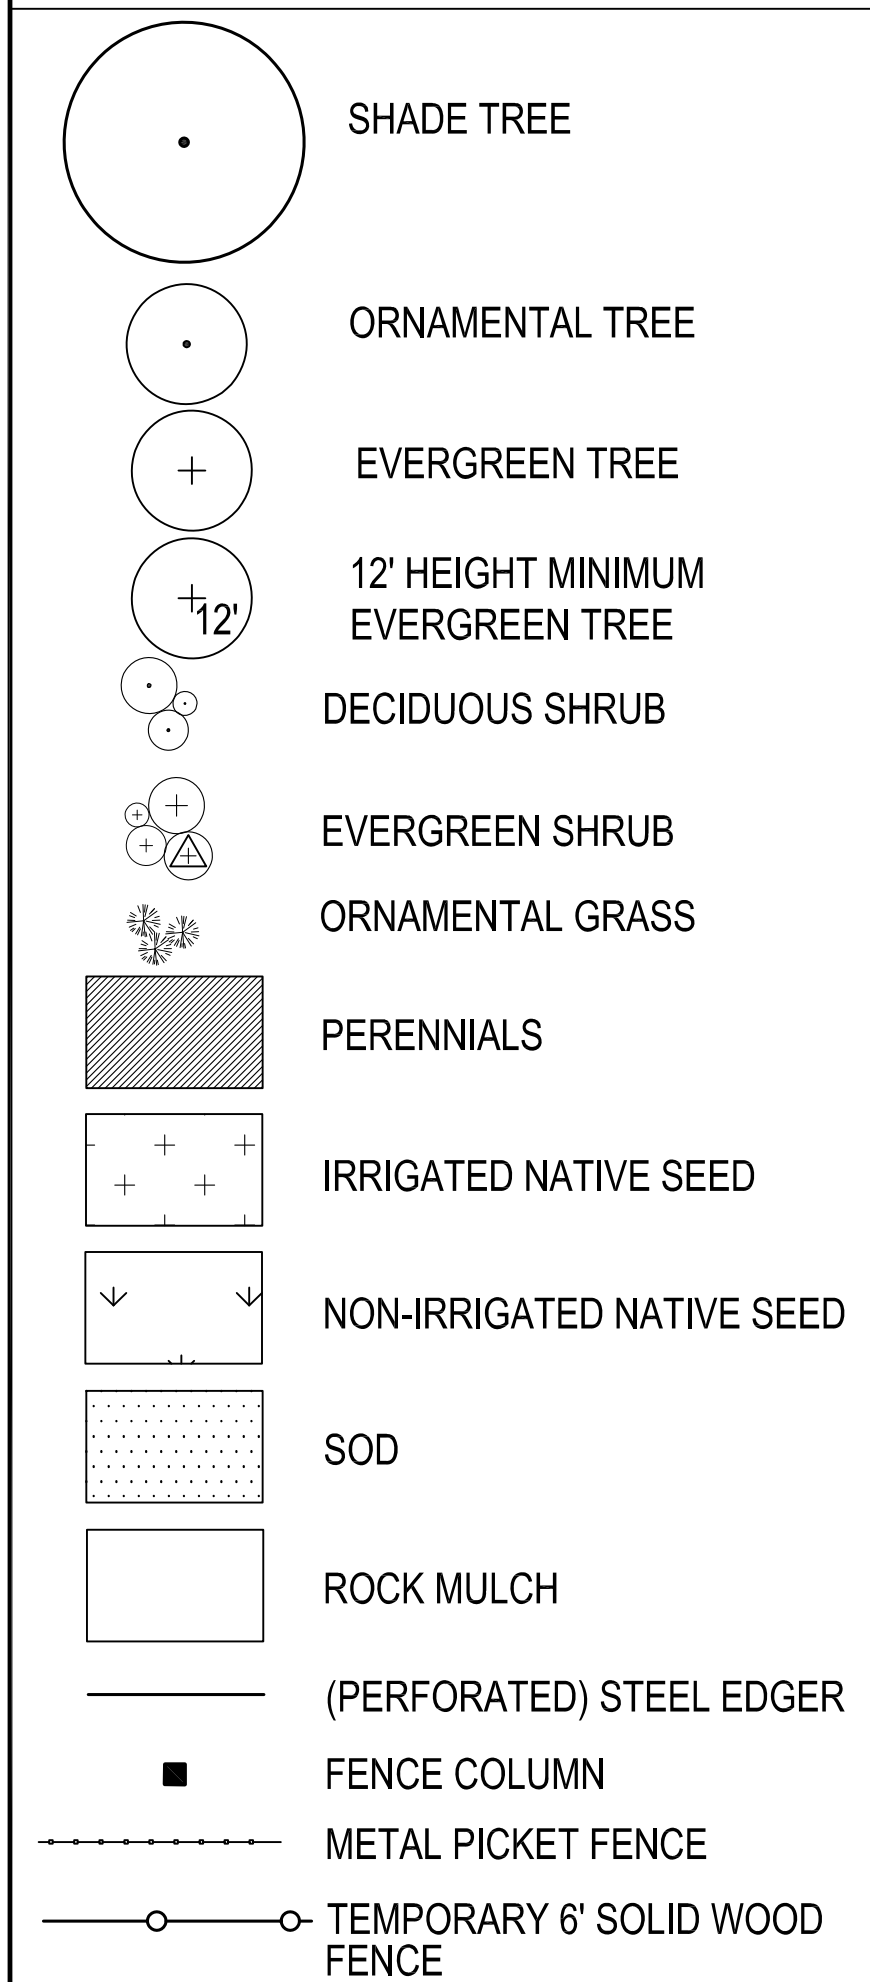 SHADE TREE
ORNAMENTAL TREE
EVERGREEN TREE
12'
12' HEIGHT MINIMUM
EVERGREEN TREE
DECIDUOUS SHRUB
EVERGREEN SHRUB
ORNAMENTAL GRASS
PERENNIALS
IRRIGATED NATIVE SEED
NON-IRRIGATED NATIVE SEED
SOD
ROCK MULCH
(PERFORATED) STEEL EDGER
FENCE COLUMN
METAL PICKET FENCE
TEMPORARY 6' SOLID WOOD
FENCE